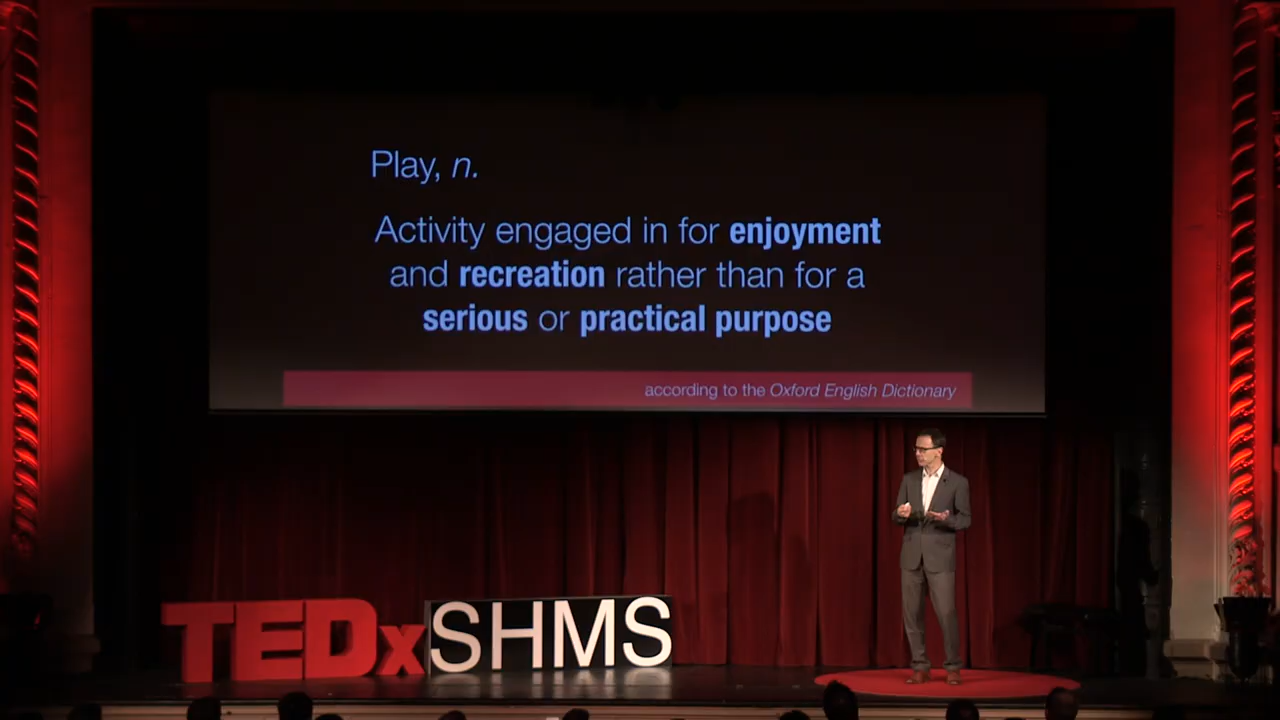 Play, n.
Activity engaged in for enjoyment
and recreation rather than for a
serious or practical purpose
according to the Oxford English Dictionary
TEDxSHMS